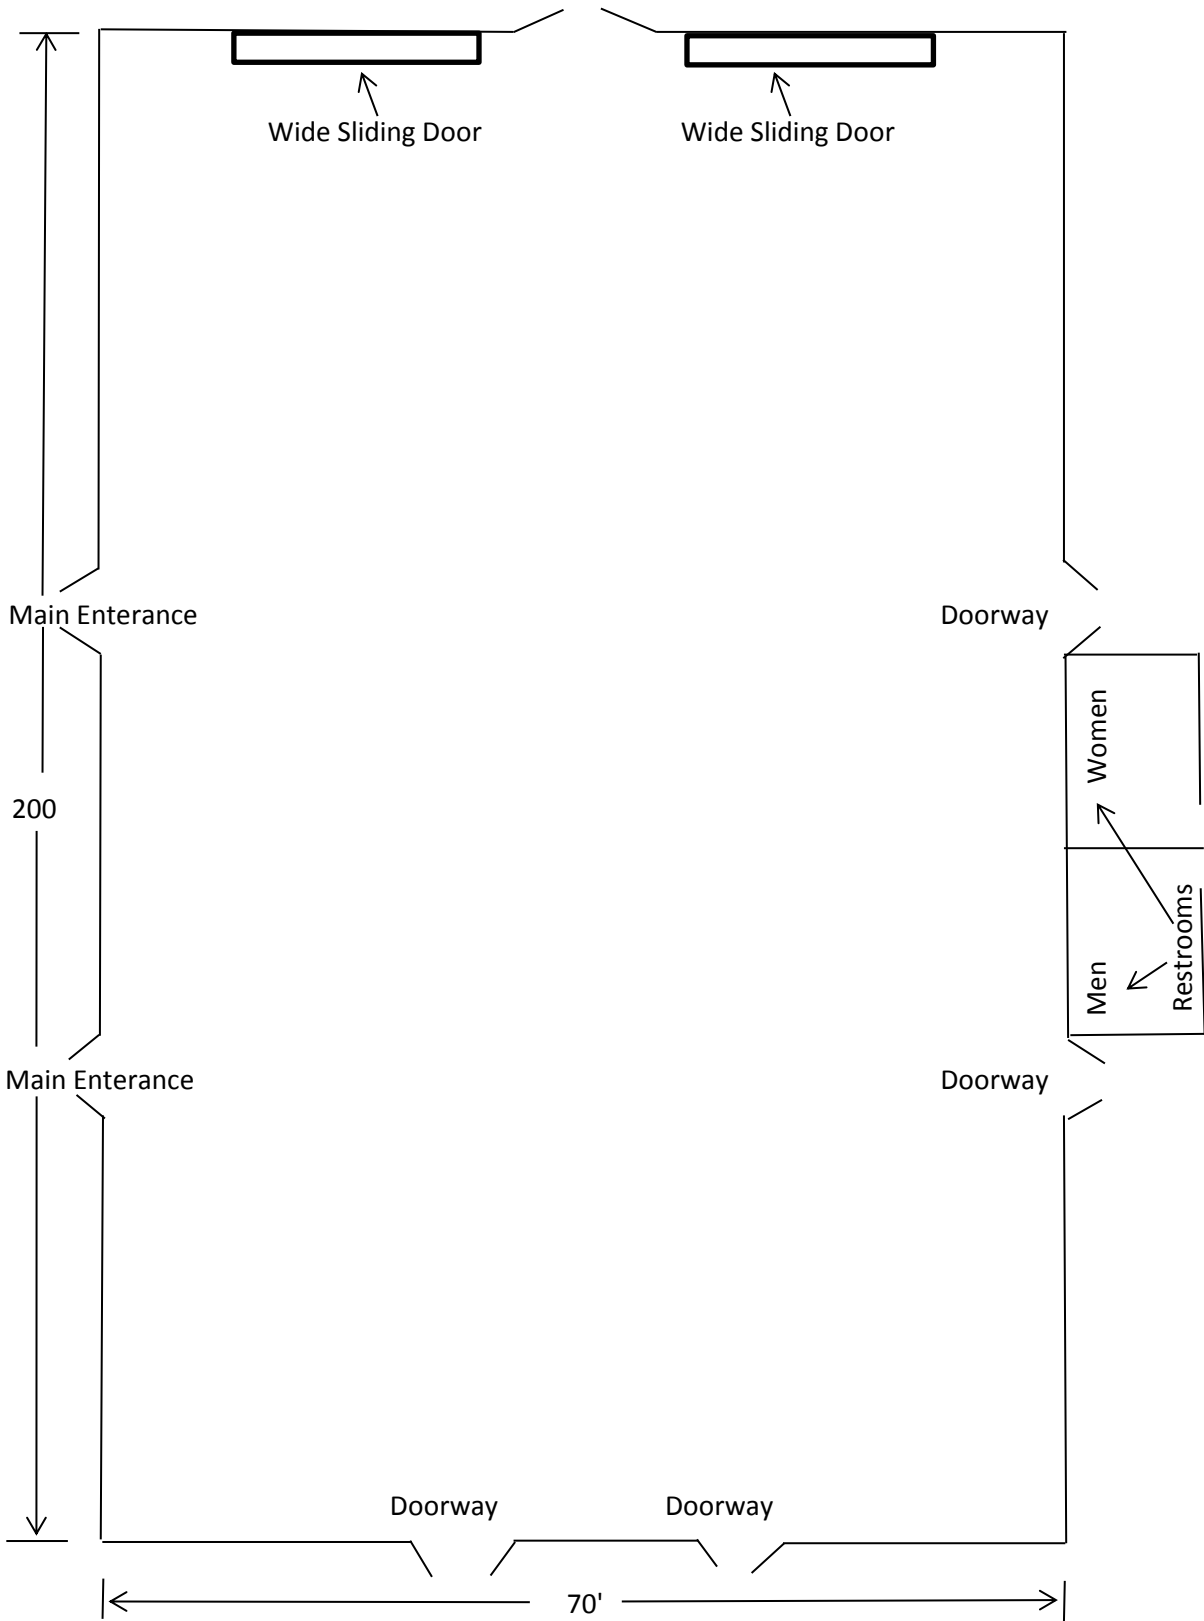 Wide Sliding Door
Wide Sliding Door
Main Enterance
Doorway
Women
200
Restrooms
Men
Main Enterance
Doorway
Doorway
Doorway
70'